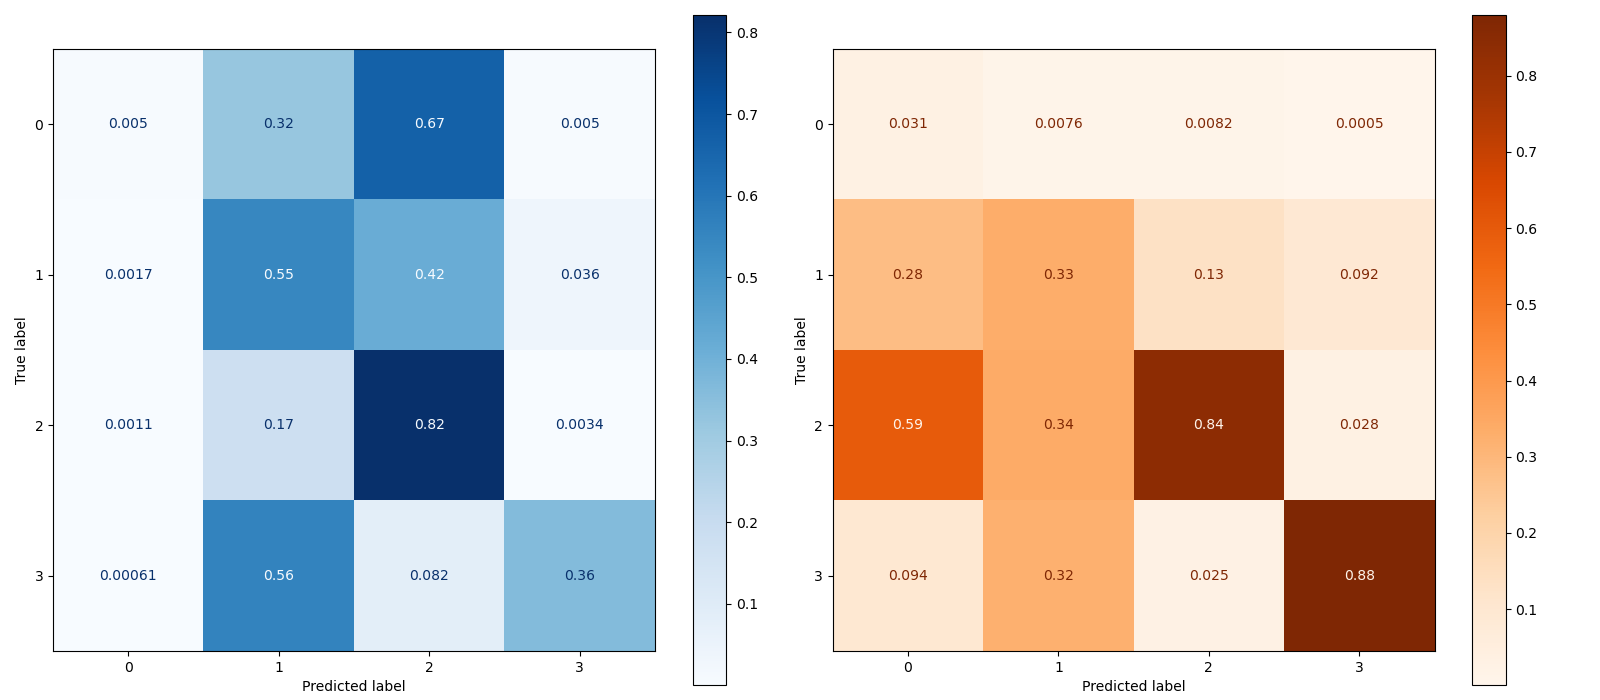 0.8
0.7
0.6
0.5
0.4
0.3
0.2
0.1
True label
0
1
2
3
0.005 0.32 0.67 0.005
0.0017 0.55 0.42 0.036
0.0011 0.17 0.82 0.0034
0.00061 0.56 0.082 0.36
0 1 2 3
Predicted label
True label
0
1
2
3
0.031 0.0076 0.0082 0.0005
0.28 0.33 0.13 0.092
0.59 0.34 0.84 0.028
0.094 0.32 0.025 0.88
0 1 2 3
Predicted label
0.8
0.7
0.6
0.5
0.4
0.3
0.2
0.1